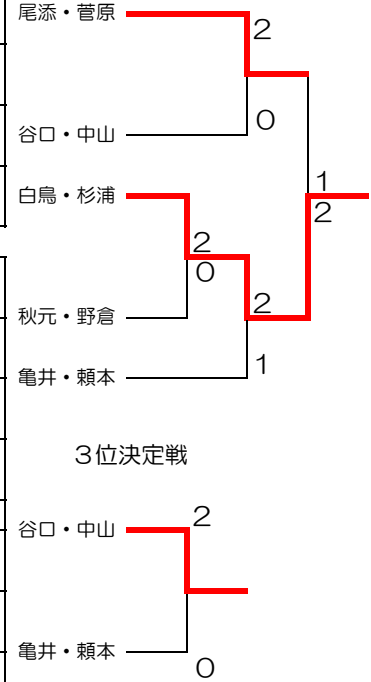 尾添・菅原
2
0
谷口・中山
白鳥・杉浦
1
2
2
0
2
秋元・野倉
1
亀井・頼本
３位決定戦
谷口・中山
2
亀井・頼本
0